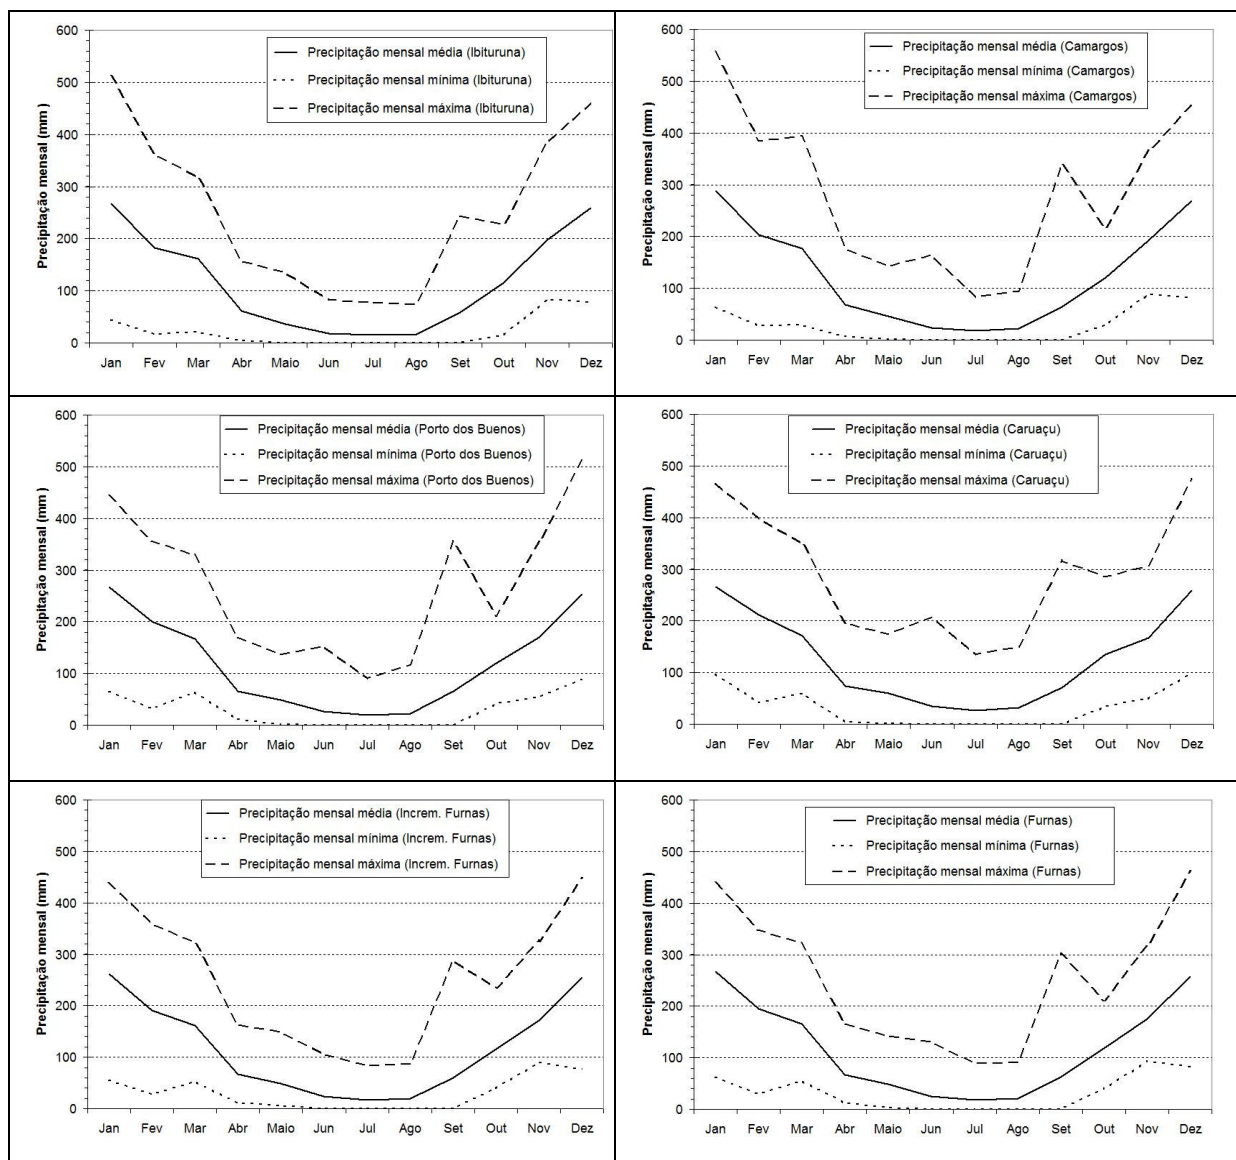 600
500
400
300
200
100
0
Precipitação mensal (mm )
Precipitação mensal média (Ibituruna)
Precipitação mensal mínima (Ibituruna)
Precipitação mensal máxima (Ibituruna)
Jan Fev Mar Abr Maio Jun Jul Ago Set Out Nov Dez
600
500
400
300
200
100
0
Precipitação mensal (mm )
Precipitação mensal média (Camargos)
Precipitação mensal mínima (Camargos)
Precipitação mensal máxima (Camargos)
Jan Fev Mar Abr Maio Jun Jul Ago Set Out Nov Dez
600
500
400
300
200
100
0
Precipitação mensal (mm )
Precipitação mensal média (Porto dos Buenos)
Precipitação mensal mínima (Porto dos Buenos)
Precipitação mensal máxima (Porto dos Buenos)
Jan Fev Mar Abr Maio Jun Jul Ago Set Out Nov Dez
600
500
400
300
200
100
0
Precipitação mensal (mm )
Precipitação mensal média (Caruaçu)
Precipitação mensal mínima (Caruaçu)
Precipitação mensal máxima (Caruaçu)
Jan Fev Mar Abr Maio Jun Jul Ago Set Out Nov Dez
600
500
400
300
200
100
0
Precipitação mensal (mm )
Precipitação mensal média (Increm. Furnas)
Precipitação mensal mínima (Increm. Furnas)
Precipitação mensal máxima (Increm. Furnas)
Jan Fev Mar Abr Maio Jun Jul Ago Set Out Nov Dez
600
500
400
300
200
100
0
Precipitação mensal (mm )
Precipitação mensal média (Furnas)
Precipitação mensal mínima (Furnas)
Precipitação mensal máxima (Furnas)
Jan Fev Mar Abr Maio Jun Jul Ago Set Out Nov Dez